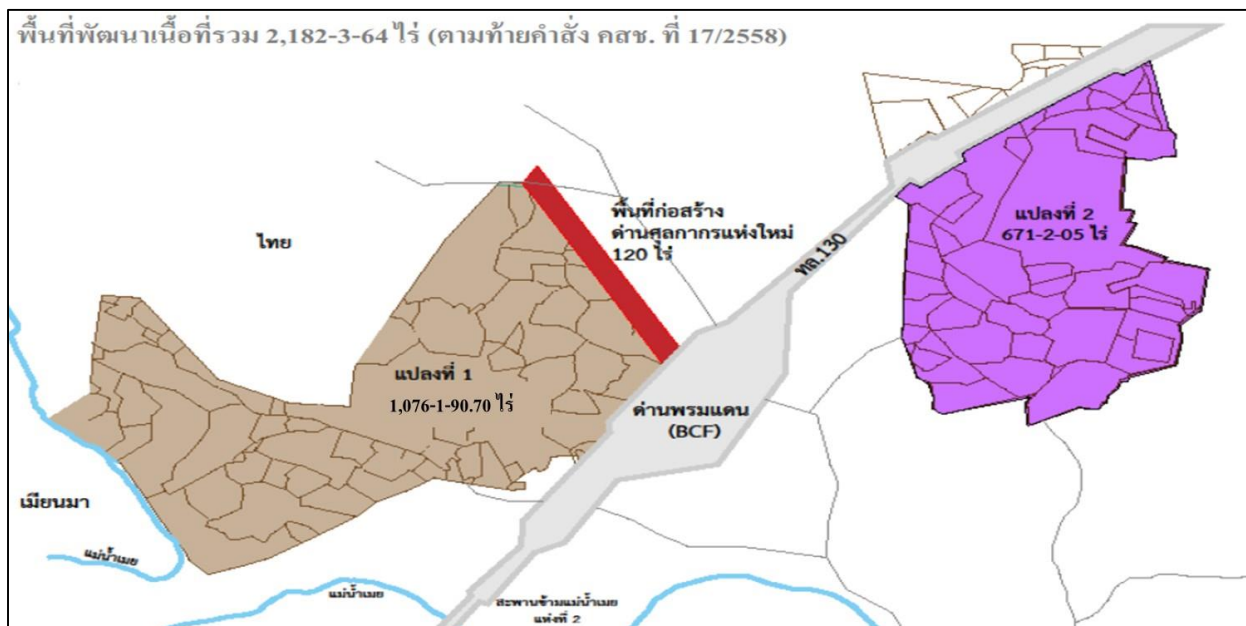 พื้นที่พัฒนาเนื้อที่รวม 2,182-3-64 ไร่ (ตามท้ายคำสั่ง คสช. ที่ 17/2558)
ไทย
พื้นที่ก่อสร้าง
ด่านศุลกากรแห่งใหม่
120 ไร่
ทล.130
แปลงที่ 2
671-2-05 ไร่
แปลงที่ 1
1,076-1-90.70 ไร่
ด่านพรมแดน
(BCF)
เมียนมา
แม่น้ำเมย
แม่น้ำเมย
สะพานข้ามแม่น้ำเมย
แห่งที่ 2